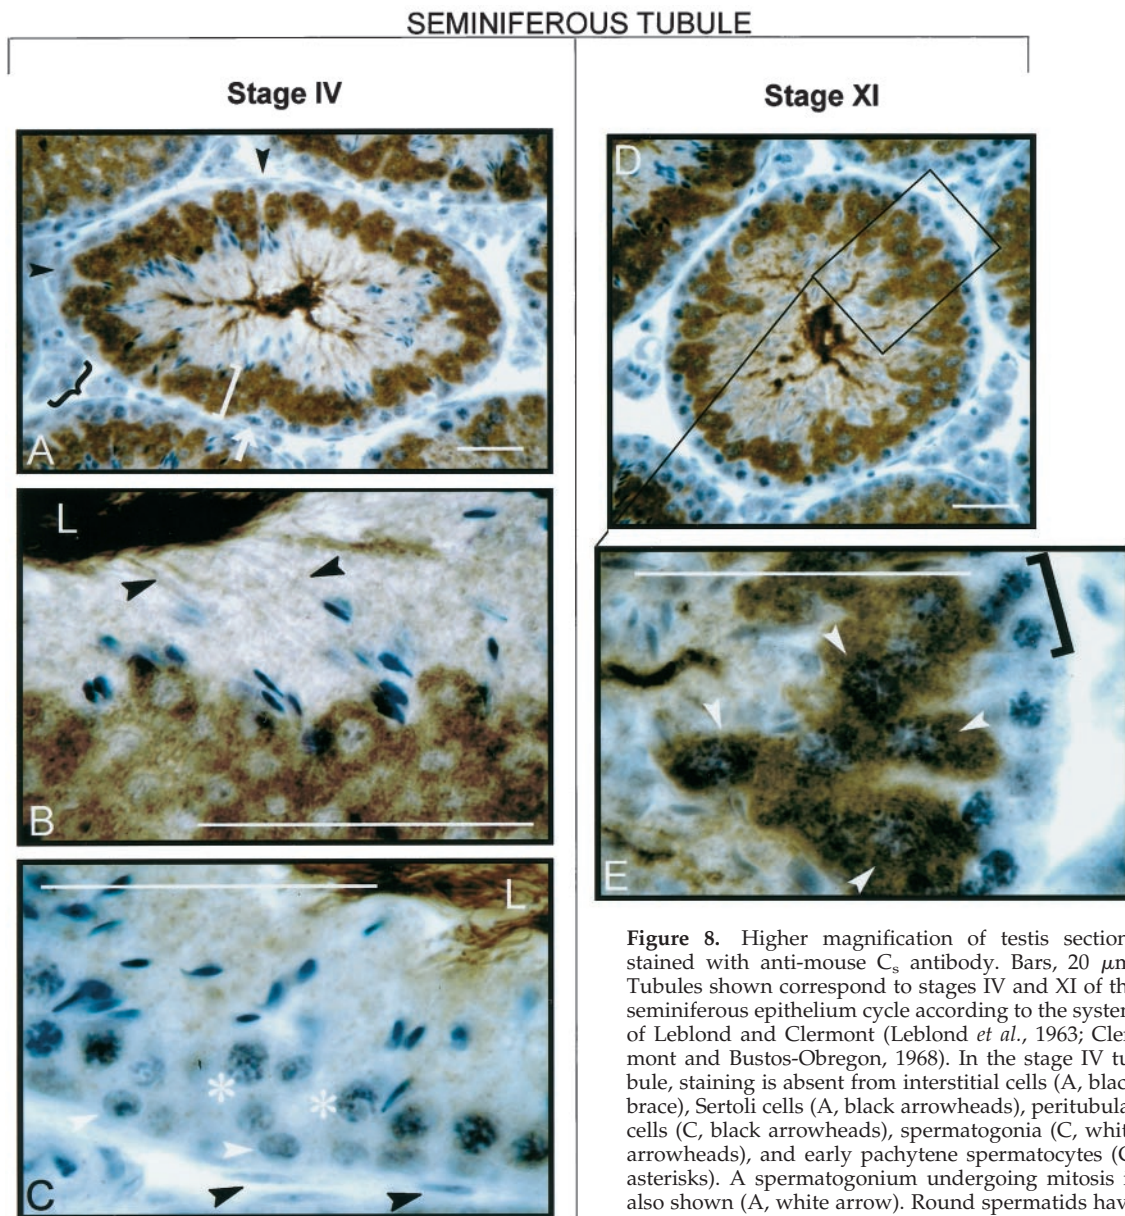 SEMINIFEROUS TUBULE
Stage IV
Stage XI
A
D
L
B
E
L
C
Figure 8. Higher magnification of testis section
stained with anti-mouse Cs antibody. Bars, 20 μm
Tubules shown correspond to stages IV and XI of th
seminiferous epithelium cycle according to the system
of Leblond and Clermont (Leblond et al., 1963; Cler
mont and Bustos-Obregon, 1968). In the stage IV tu
bule, staining is absent from interstitial cells (A, blac
brace), Sertoli cells (A, black arrowheads), peritubula
cells (C, black arrowheads), spermatogonia (C, whit
arrowheads), and early pachytene spermatocytes (C
asterisks). A spermatogonium undergoing mitosis i
also shown (A, white arrow). Round spermatids hav